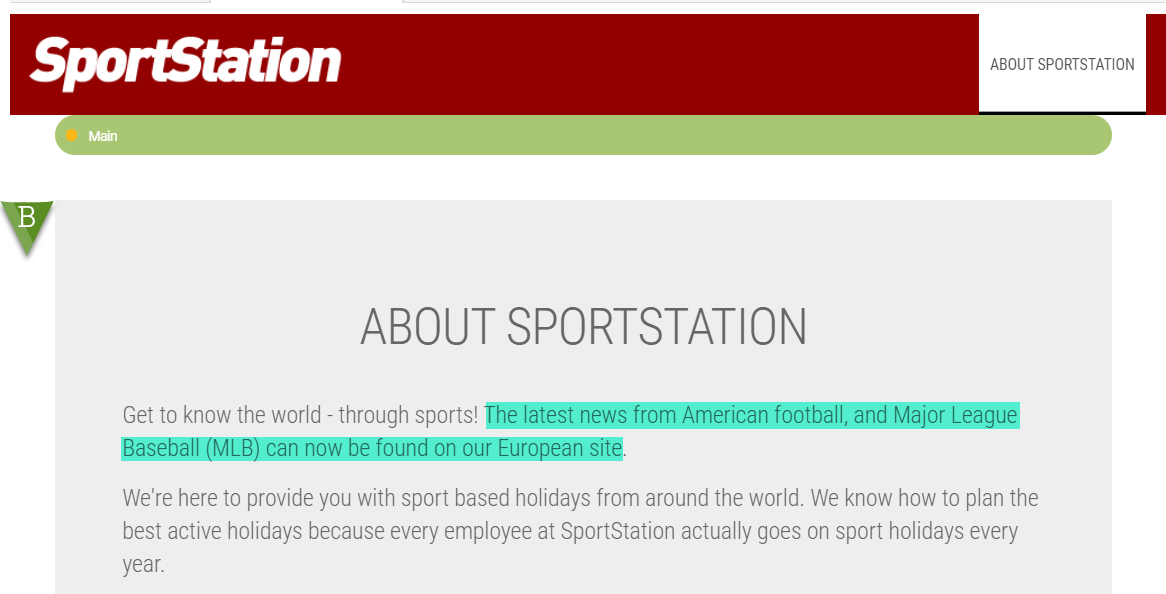 SportStation
ABOUT SPORTSTATION
Main
B
ABOUT SPORTSTATION
Get to know the world - through sports! The latest news from American football, and Major League
Baseball (MLB) can now be found on our European site.
We're here to provide you with sport based holidays from around the world. We know how to plan the
best active holidays because every employee at SportStation actually goes on sport holidays every
year.